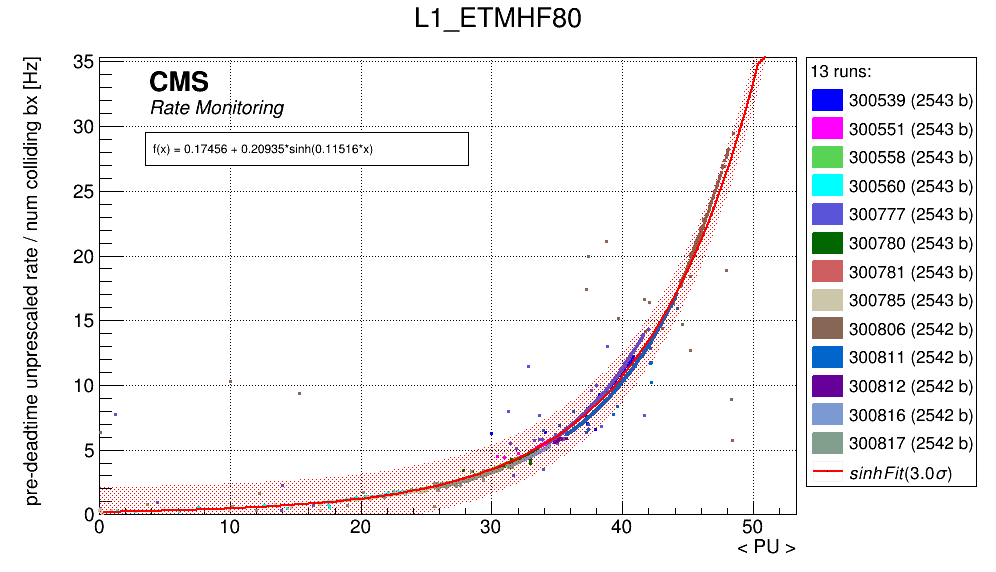 L1_ETMHF80
pre-deadtime unprescaled rate / num colliding bx [Hz]
35
30
25
20
15
10
5
0
CMS
Rate Monitoring
f(x) = 0.17456 + 0.20935*sinh(0.11516*x)
0 10 20 30 40 50
< PU >
13 runs:
300539 (2543 b)
300551 (2543 b)
300558 (2543 b)
300560 (2543 b)
300777 (2543 b)
300780 (2543 b)
300781 (2543 b)
300785 (2543 b)
300806 (2542 b)
300811 (2542 b)
300812 (2542 b)
300816 (2542 b)
300817 (2542 b)
sinhFit(3.0σ)